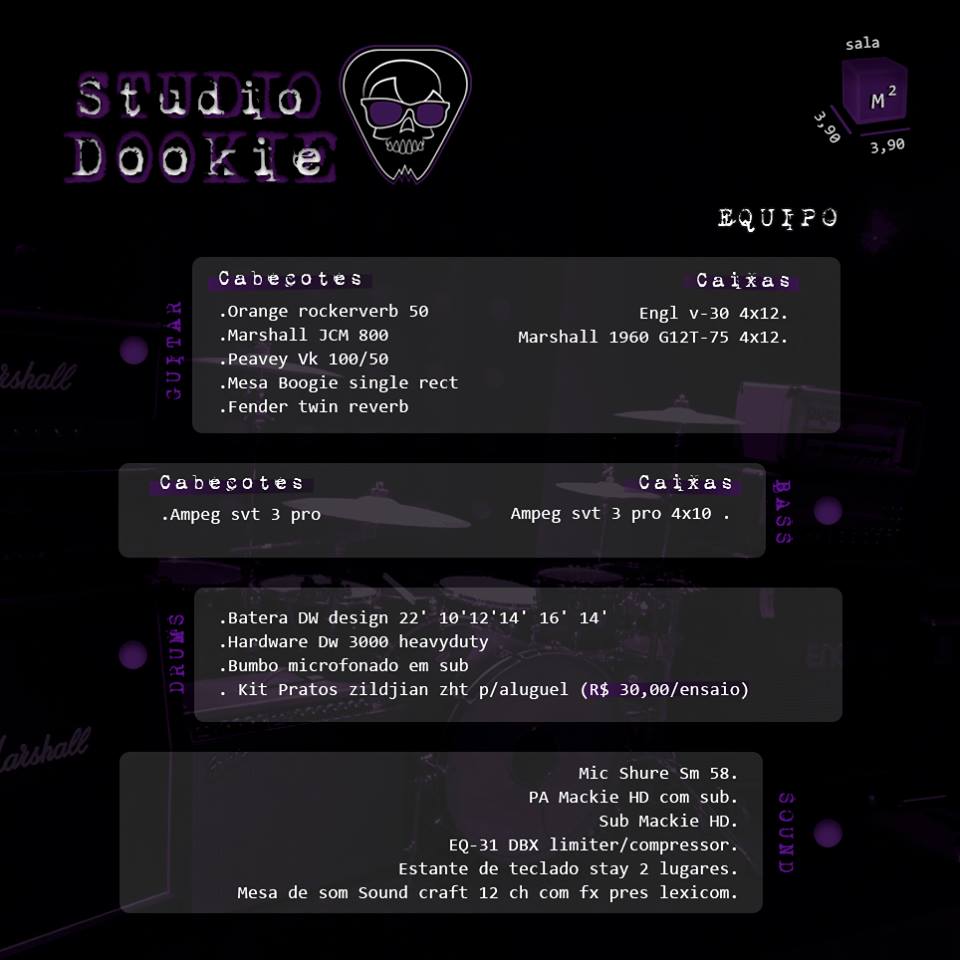 Studio
Dookie
sala
M²
3,90
3,90
EQUIPO
GUITAR
Cabeçotes
.Orange rockerverb 50
.Marshall JCM 800
.Peavey Vk 100/50
.Mesa Boogie single rect
.Fender twin reverb
Caixas
Engl v-30 4x12.
Marshall 1960 G12T-75 4x12.
Cabeçotes
.Ampeg svt 3 pro
Caixas
Ampeg svt 3 pro 4x10 .
BASS
DRUMS
.Batera DW design 22' 10'12'14' 16' 14'
.Hardware Dw 3000 heavyduty
.Bumbo microfonado em sub
. Kit Pratos zildjian zht p/aluguel (R$ 30,00/ensaio)
Mic Shure Sm 58.
PA Mackie HD com sub.
Sub Mackie HD.
EQ-31 DBX limiter/compressor.
Estante de teclado stay 2 lugares.
Mesa de som Sound craft 12 ch com fx pres lexicom.
SOUND
Marshall